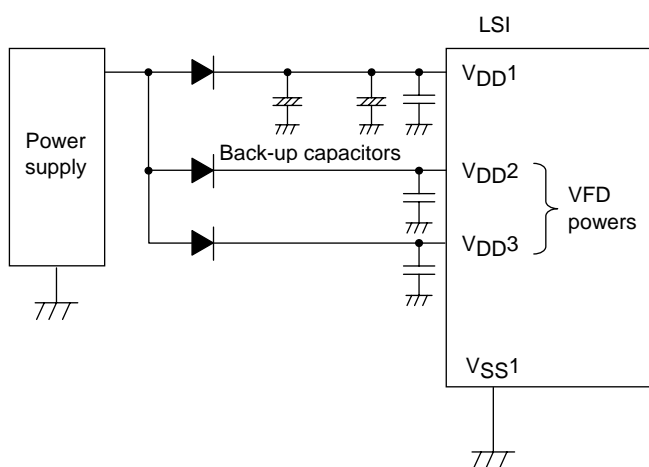 LSI
VDD1
Power
supply
Back-up capacitors
VDD2
VFD
powers
VDD3
VSS1